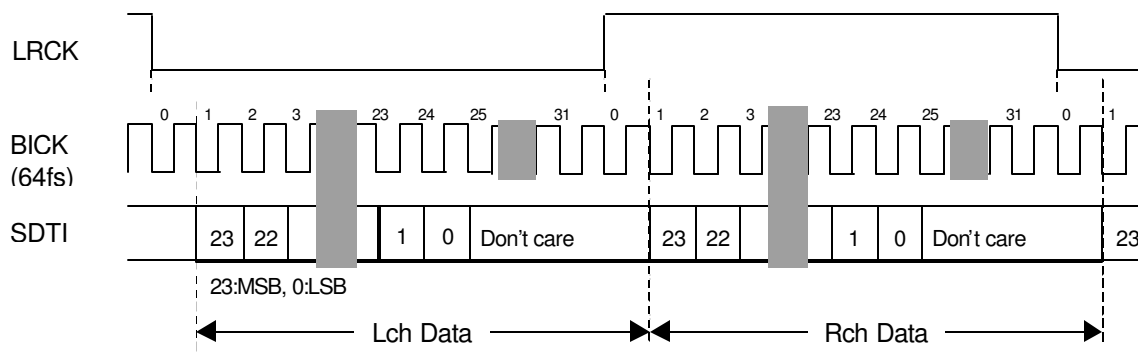 LRCK
0 1 2 3 23 24 25 31 0 1 2 3 23 24 25 31 0 1
BICK
(64fs)
SDTI 23 22 1 0 Don't care 23 22 1 0 Don't care 23
23:MSB, 0:LSB
Lch Data Rch Data